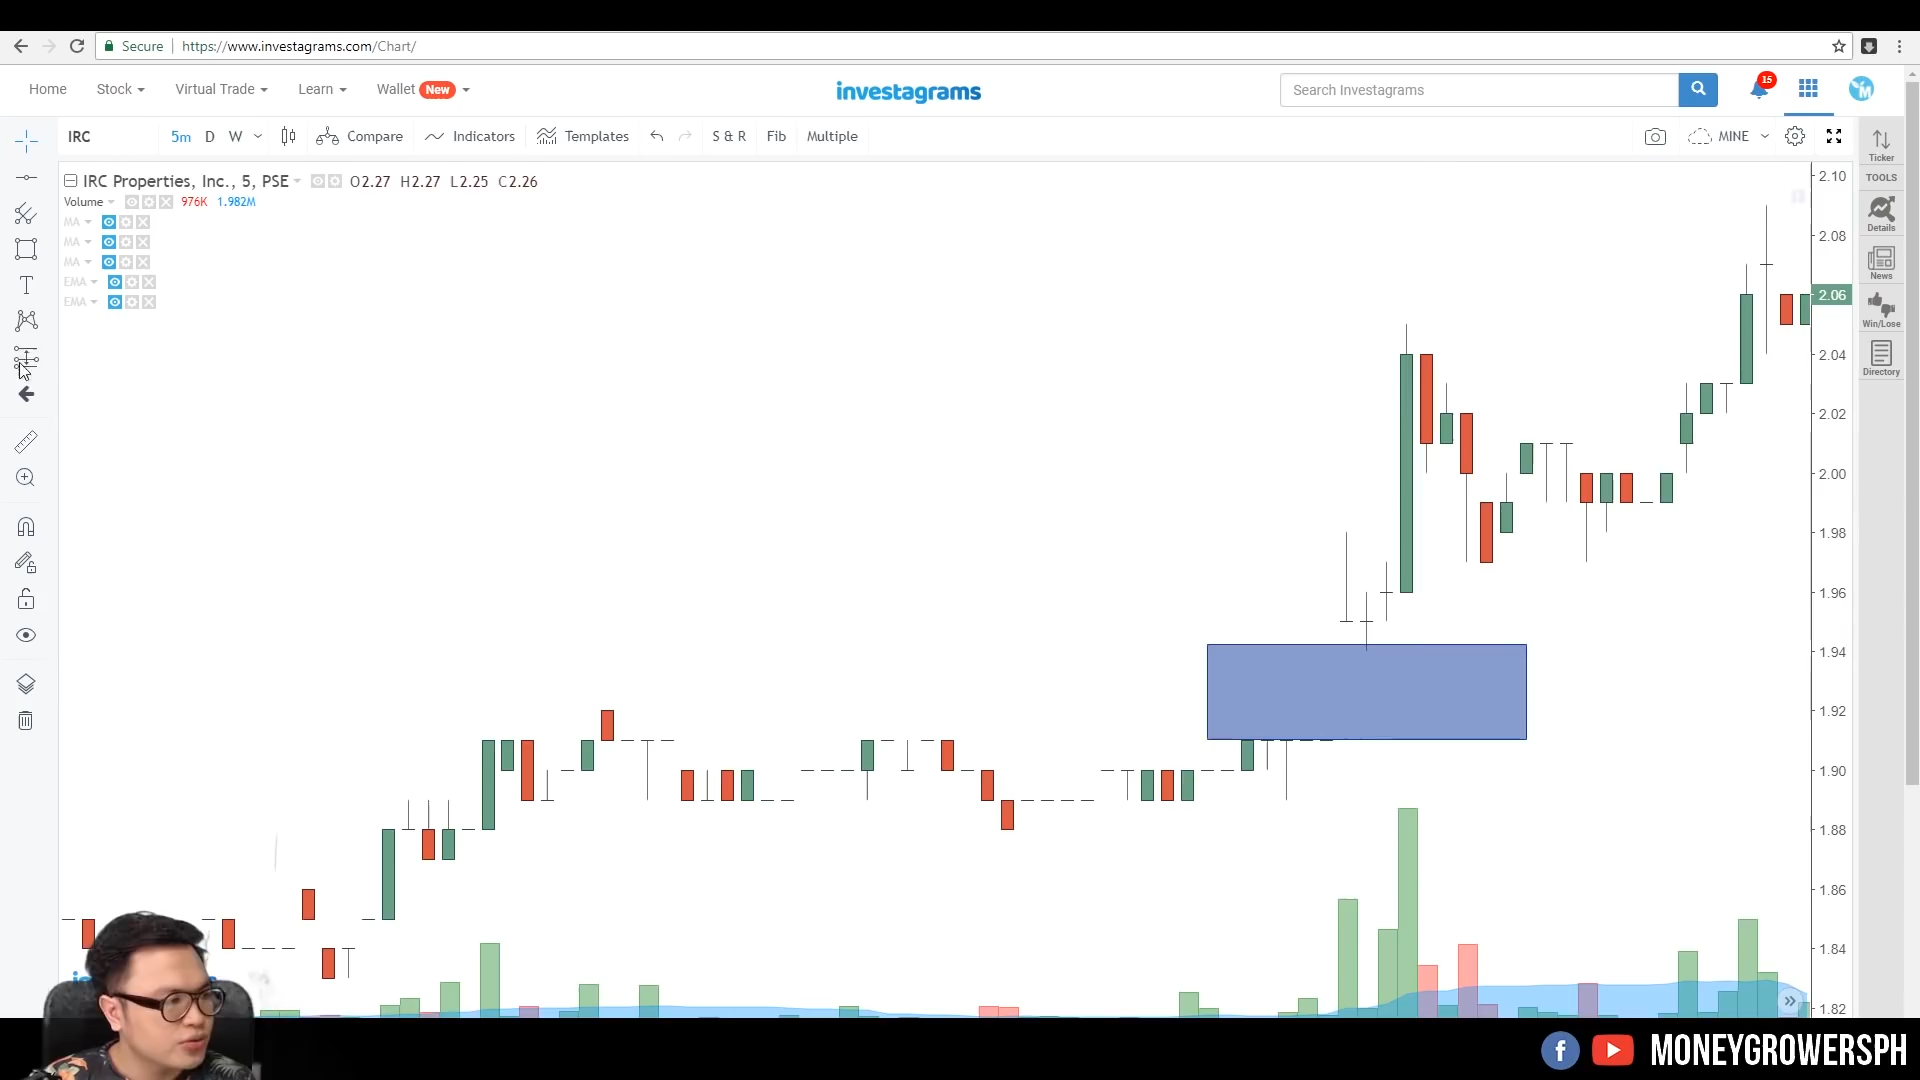 Secure https://www.investagrams.com/Chart/
Home Stock Virtual Trade Learn Wallet New investagrams Search Investagrams 15
IRC 5m D W Compare Indicators Templates S & R Fib Multiple MINE
Ticker
TOOLS
Details
News
Win/Lose
Directory
IRC Properties, Inc., 5, PSE O2.27 H2.27 L2.25 C2.26
Volume 976K 1.982M
MA
MA
MA
EMA
EMA
2.10
2.08
2.06
2.04
2.02
2.00
1.98
1.96
1.94
1.92
1.90
1.88
1.86
1.84
1.82
MONEYGROWERSPH